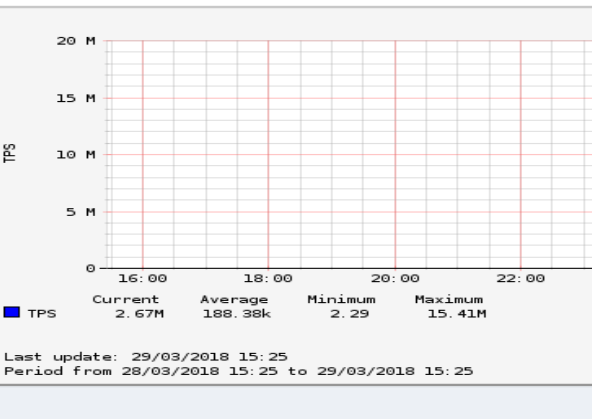 20 M
15 M
TPS
10 M
5 M
0
16:00 18:00 20:00 22:00
Current Average Minimum Maximum
TPS 2.67M 188.38k 2.29 15.41M
Last update: 29/03/2018 15:25
Period from 28/03/2018 15:25 to 29/03/2018 15:25